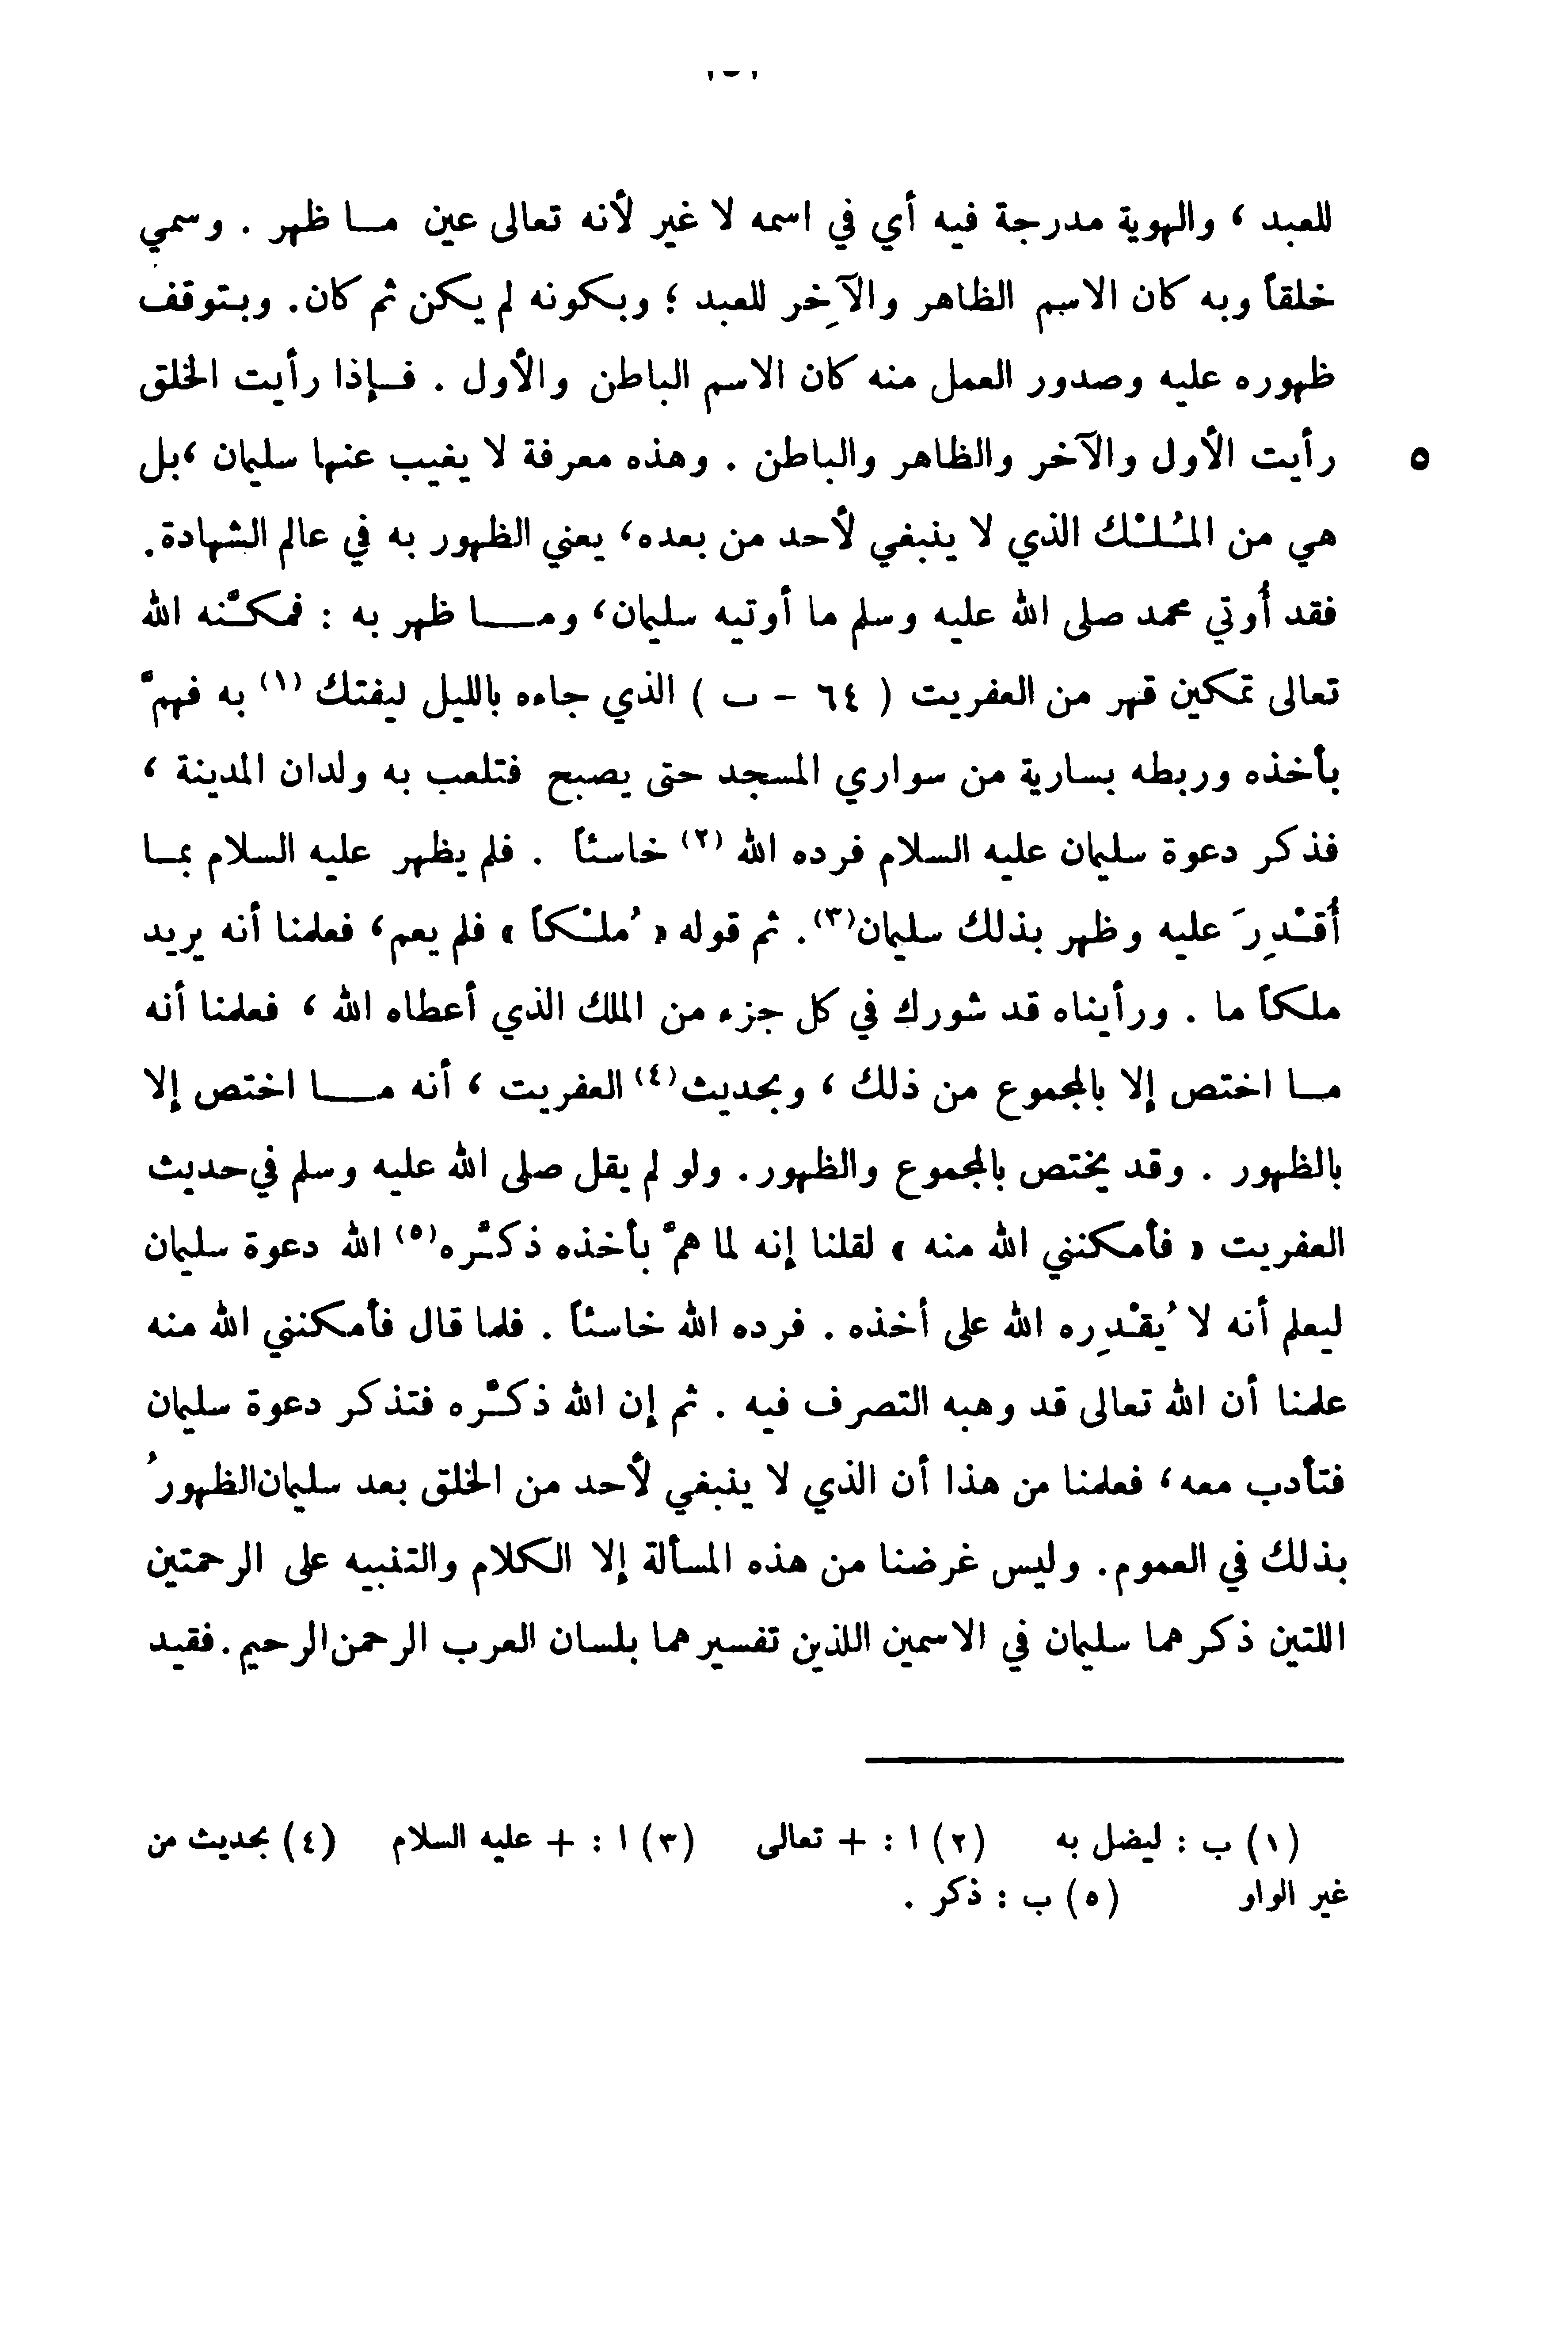 للعبد ، والهوية مدرجة فيه أي في اسمه لا غير لأنه تعالى عين مـا ظهر . وسمي
خلقاً وبه كان الاسم الظاهر والآخِر للعبد ؛ وبكونه لم يكن ثم كان. وبتوقف
ظهوره عليه وصدور العمل منه كان الاسم الباطن والأول . فـإذا رأيت الخلق
رأيت الأول والآخر والظاهر والباطن . وهذه معرفة لا يغيب عنها سليمان ، بل
٥
هي من المُلْك الذي لا ينبغي لأحد من بعده، يعني الظهور به في عالم الشهادة.
فقد أُوتي محمد صلى الله عليه وسلم ما أوتيه سليمان، ومـــا ظهر به : فمكَّنه الله
تعالى تمكين قهر من العفريت ( ٦٤ - ب ) الذي جاءه بالليل ليفتك (١) به فهمَّ
بأخذه وربطه بسارية من سواري المسجد حتى يصبح فتلعب به ولدان المدينة ،
فذكر دعوة سليمان عليه السلام فرده الله (٢) خاسئاً . فلم يظهر عليه السلام بمـا
أُقْدِرَ عليه وظهر بذلك سليمان(٣). ثم قوله « مُلْكاً » فلم يعم، فعلمنا أنه يريد
ملكاً ما . ورأيناه قد شورك في كل جزء من الملك الذي أعطاه الله ، فعلمنا أنه
مـا اختص إلا بالمجموع من ذلك ، وبحديث(٤) العفريت ، أنه مـــا اختص إلا
بالظهور . وقد يختص بالمجموع والظهور. ولو لم يقل صلى الله عليه وسلم في حديث
العفريت « فأمكنني الله منه » لقلنا إنه لما همَّ بأخذه ذكَّره(٥) الله دعوة سليمان
ليعلم أنه لا يُقْدِره الله على أخذه . فرده الله خاسئاً . فلما قال فأمكنني الله منه
علمنا أن الله تعالى قد وهبه التصرف فيه . ثم إن الله ذكَّره فتذكر دعوة سليمان
فتأدب معه، فعلمنا من هذا أن الذي لا ينبغي لأحد من الخلق بعد سليمان الظهورُ
بذلك في العموم. وليس غرضنا من هذه المسألة إلا الكلام والتنبيه على الرحمتين
اللتين ذكرهما سليمان في الاسمين اللذين تفسيرهما بلسان العرب الرحمن الرحيم. فقيد
(١) ب : ليضل به (٢) ا : + تعالى (٣) ا : + عليه السلام (٤) بحديث من
غير الواو (٥) ب : ذكر .